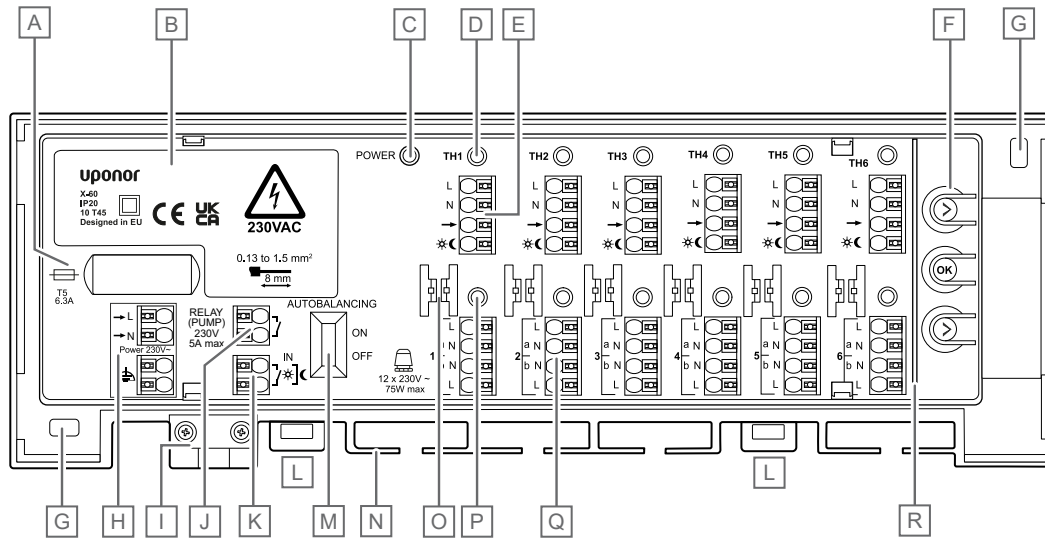 A B C D E F G
POWER TH1 TH2 TH3 TH4 TH5 TH6
uponor
X-60
IP20
10 T45
Designed in EU
CE UK CA
230VAC
L L L L L L
N N N N N N
0.13 to 1.5 mm²
8 mm
OK
T5
6.3A
AUTOBALANCING
ON
OFF
L
N
Power 230V~
RELAY
(PUMP)
230V
5A max
IN
12 x 230V ~
75W max
L L L L L L
1 N 2 a N 3 a N 4 a N 5 a N 6 a N
N b N b N b N b N b N
L L L L L L
G H I J K L M N O P Q L R